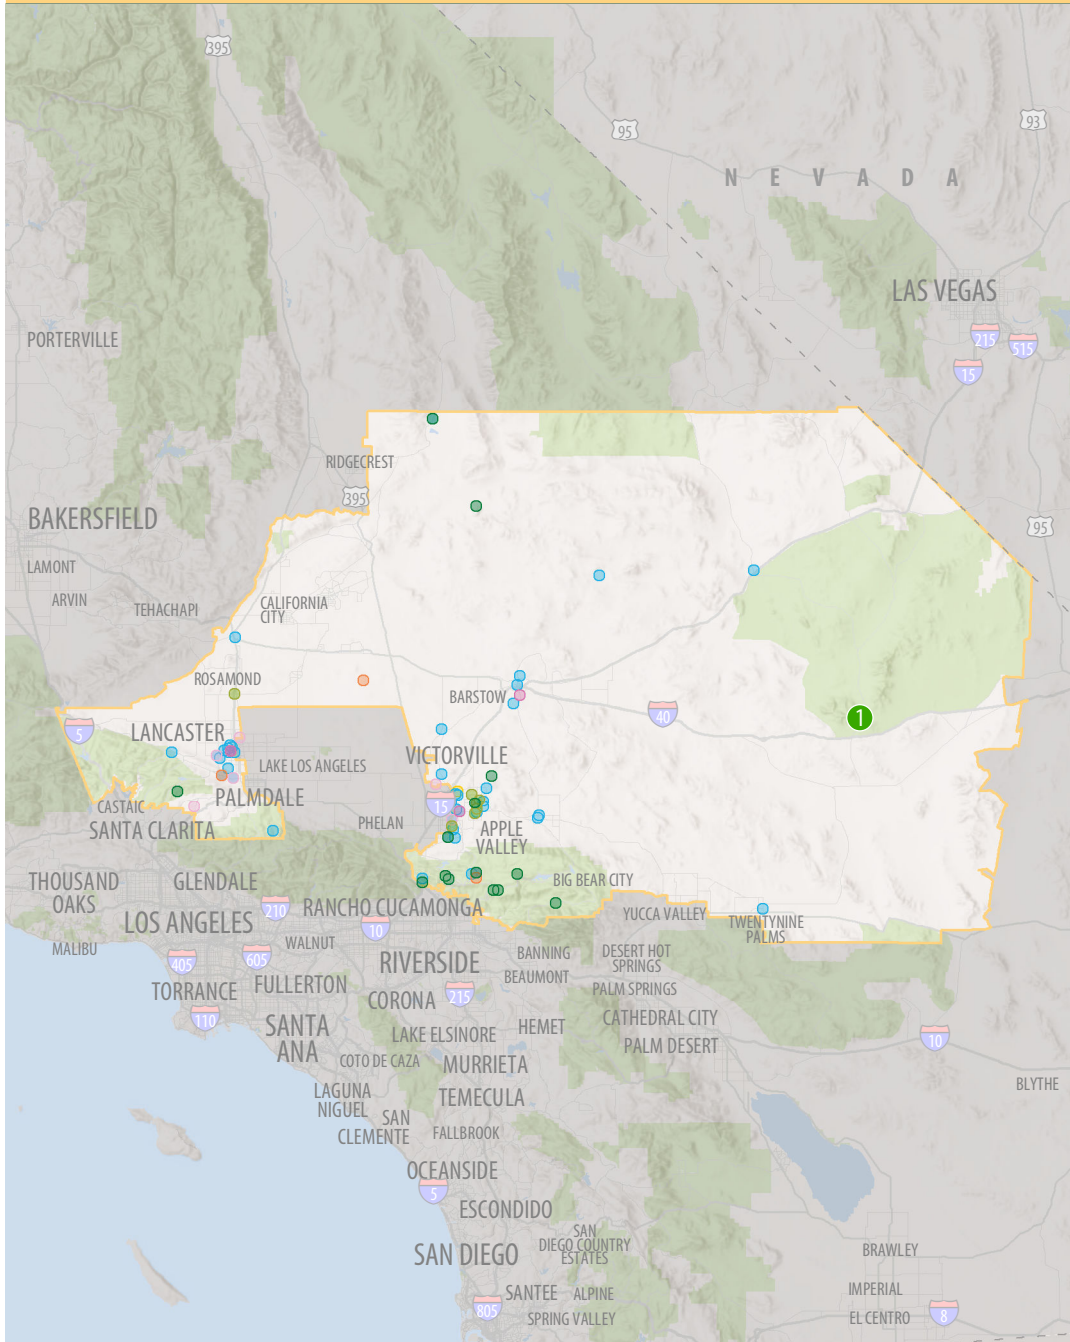 395
95
93
N E V A D A
LAS VEGAS
215
515
15
PORTERVILLE
RIDGECREST
395
BAKERSFIELD
95
LAMONT
ARVIN
TEHACHAPI
CALIFORNIA
CITY
ROSAMOND
BARSTOW
40
1
5
LANCASTER
VICTORVILLE
LAKE LOS ANGELES
PALMDALE
CASTAIC
15
SANTA CLARITA
PHELAN
APPLE
VALLEY
THOUSAND
OAKS
GLENDALE
BIG BEAR CITY
210
RANCHO CUCAMONGA
LOS ANGELES
10
YUCCA VALLEY
TWENTYNINE
PALMS
MALIBU
WALNUT
405
605
RIVERSIDE
BANNING
DESERT HOT
SPRINGS
BEAUMONT
TORRANCE
FULLERTON
CORONA
215
PALM SPRINGS
110
SANTA
ANA
LAKE ELSINORE
HEMET
CATHEDRAL CITY
PALM DESERT
10
COTO DE CAZA
MURRIETA
BLYTHE
LAGUNA
NIGUEL
TEMECULA
SAN
CLEMENTE
FALLBROOK
OCEANSIDE
5
ESCONDIDO
SAN
DIEGO COUNTRY
ESTATES
SAN DIEGO
BRAWLEY
SANTEE
ALPINE
IMPERIAL
805
SPRING VALLEY
EL CENTRO
8